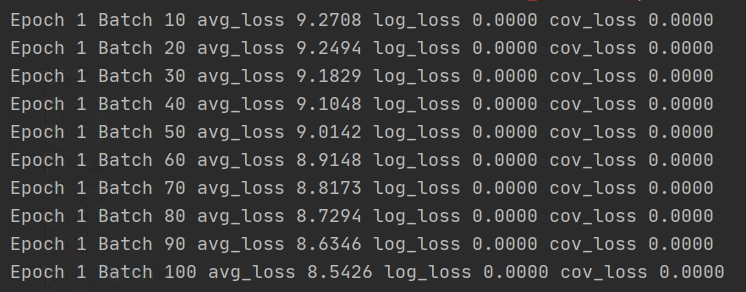 Epoch 1 Batch 10 avg_loss 9.2708 log_loss 0.0000 cov_loss 0.0000
Epoch 1 Batch 20 avg_loss 9.2494 log_loss 0.0000 cov_loss 0.0000
Epoch 1 Batch 30 avg_loss 9.1829 log_loss 0.0000 cov_loss 0.0000
Epoch 1 Batch 40 avg_loss 9.1048 log_loss 0.0000 cov_loss 0.0000
Epoch 1 Batch 50 avg_loss 9.0142 log_loss 0.0000 cov_loss 0.0000
Epoch 1 Batch 60 avg_loss 8.9148 log_loss 0.0000 cov_loss 0.0000
Epoch 1 Batch 70 avg_loss 8.8173 log_loss 0.0000 cov_loss 0.0000
Epoch 1 Batch 80 avg_loss 8.7294 log_loss 0.0000 cov_loss 0.0000
Epoch 1 Batch 90 avg_loss 8.6346 log_loss 0.0000 cov_loss 0.0000
Epoch 1 Batch 100 avg_loss 8.5426 log_loss 0.0000 cov_loss 0.0000